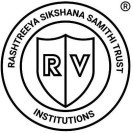 RASHTREEYA SIKSHANA SAMITHI TRUST
®
RV
INSTITUTIONS